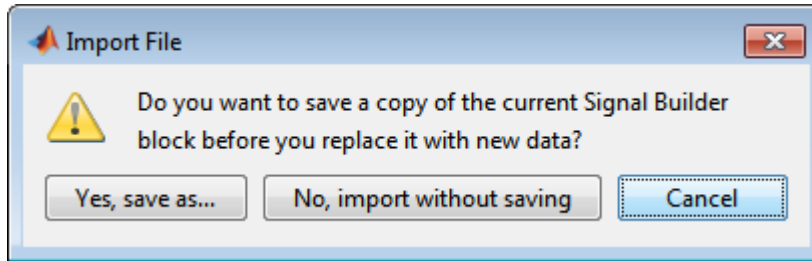 Import File
Do you want to save a copy of the current Signal Builder
block before you replace it with new data?
Yes, save as...
No, import without saving
Cancel